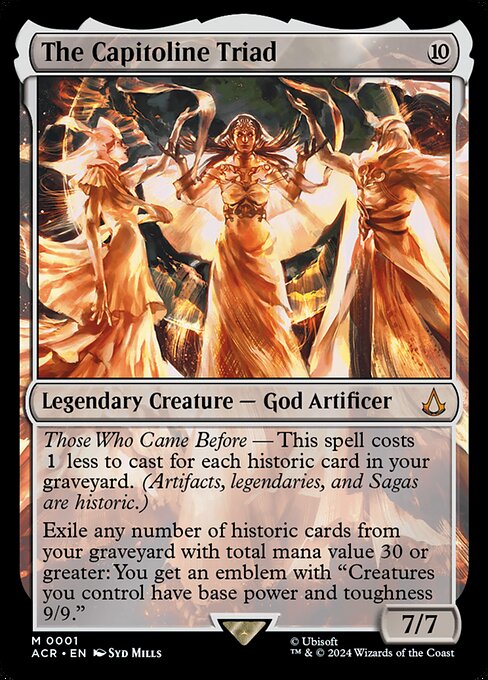 The Capitoline Triad 10
Legendary Creature — God Artificer
Those Who Came Before — This spell costs
1 less to cast for each historic card in your
graveyard. (Artifacts, legendaries, and Sagas
are historic.)
Exile any number of historic cards from
your graveyard with total mana value 30 or
greater: You get an emblem with “Creatures
you control have base power and toughness
9/9.”
7/7
M 0001
ACR • EN Syd Mills
© Ubisoft
™ & © 2024 Wizards of the Coast